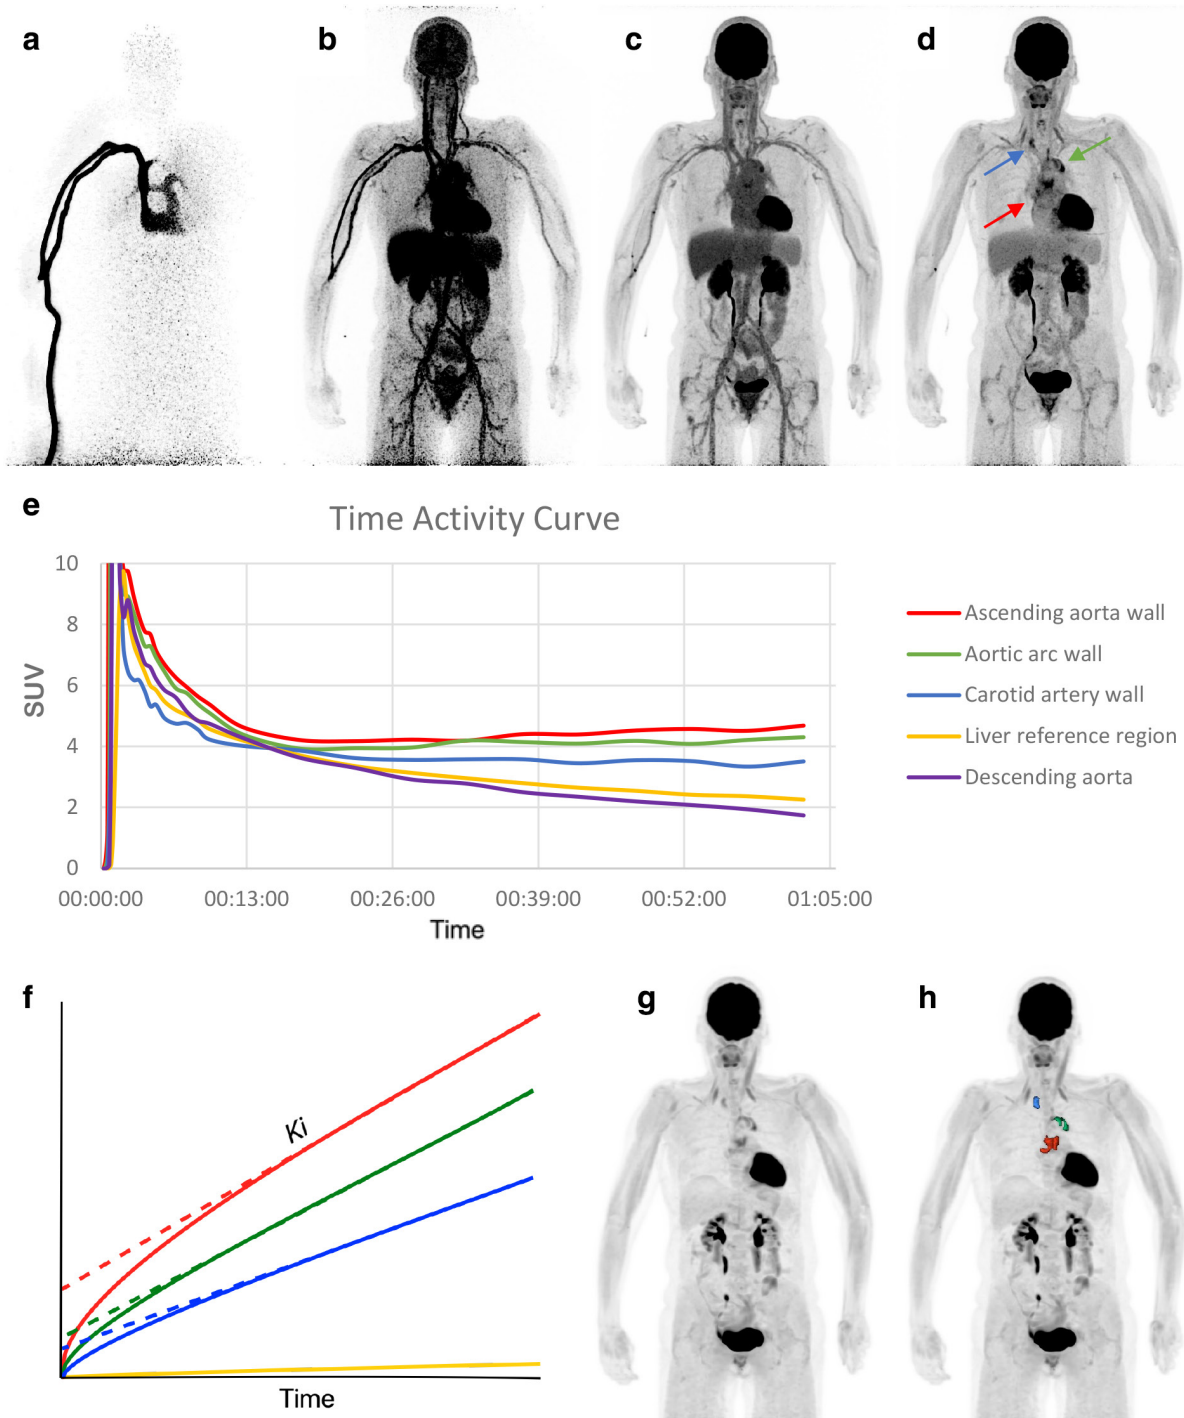 a
b
c
d
e
Time Activity Curve
10
8
6
4
2
0
SUV
00:00:00
00:13:00
00:26:00
00:39:00
00:52:00
01:05:00
Time
Ascending aorta wall
Aortic arc wall
Carotid artery wall
Liver reference region
Descending aorta
f
Ki
Time
g
h